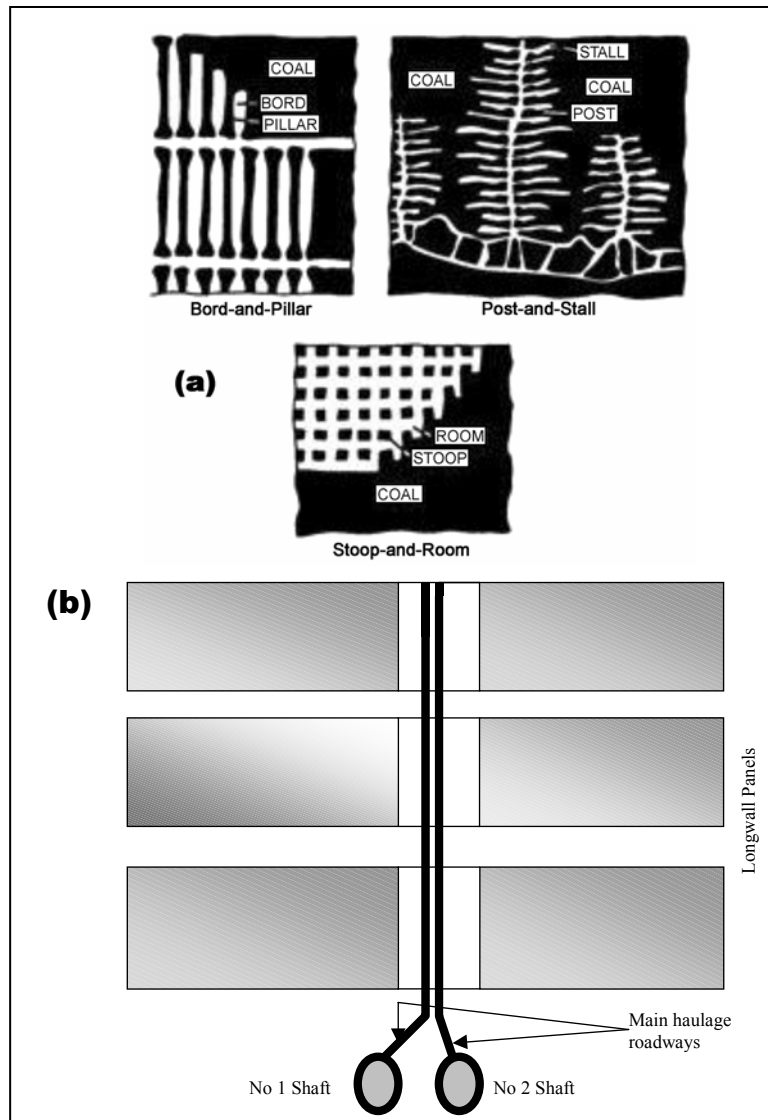 COAL
BORD
PILLAR
Bord-and-Pillar
STALL
COAL
COAL
POST
Post-and-Stall
(a)
ROOM
STOOP
COAL
Stoop-and-Room
(b)
Longwall Panels
Main haulage
roadways
No 1 Shaft
No 2 Shaft